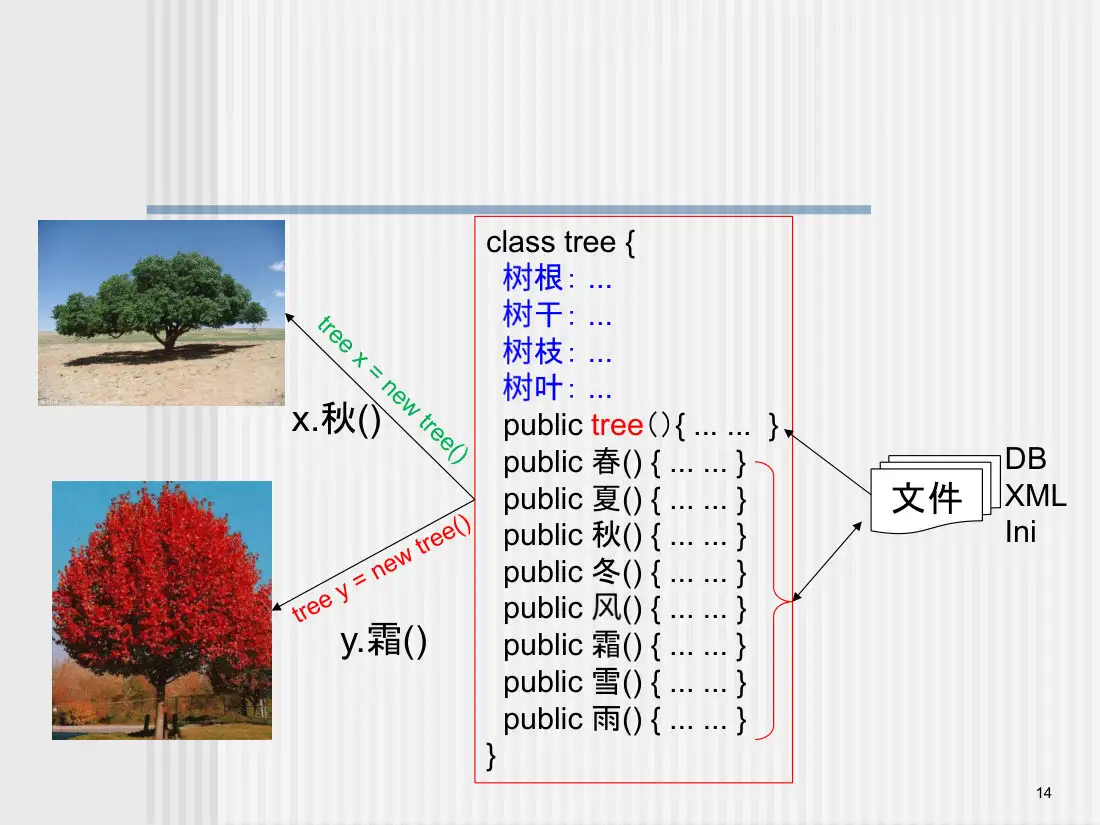 class tree {
树根：...
树干：...
树枝：...
树叶：...
public tree（）{ ... ... }
public 春() { ... ... }
public 夏() { ... ... }
public 秋() { ... ... }
public 冬() { ... ... }
public 风() { ... ... }
public 霜() { ... ... }
public 雪() { ... ... }
public 雨() { ... ... }
}
tree x = new tree()
x.秋()
tree y = new tree()
y.霜()
文件
DB
XML
Ini
14